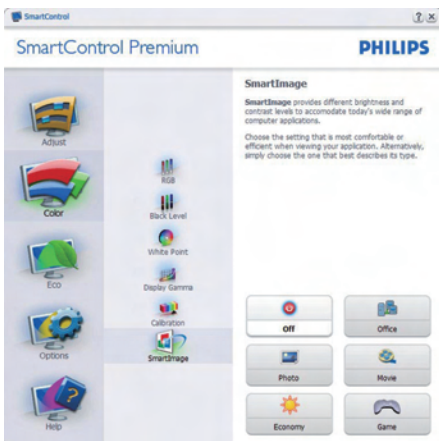 SmartControl
SmartControl Premium
PHILIPS
Adjust
Color
Eco
Options
Help
RGB
Black Level
White Point
Display Gamma
Calibration
SmartImage
SmartImage
SmartImage provides different brightness and
contrast levels to accomodate today's wide range of
computer applications.
Choose the setting that is most comfortable or
efficient when viewing your application. Alternatively,
simply choose the one that best describes its type.
Off
Office
Photo
Movie
Economy
Game